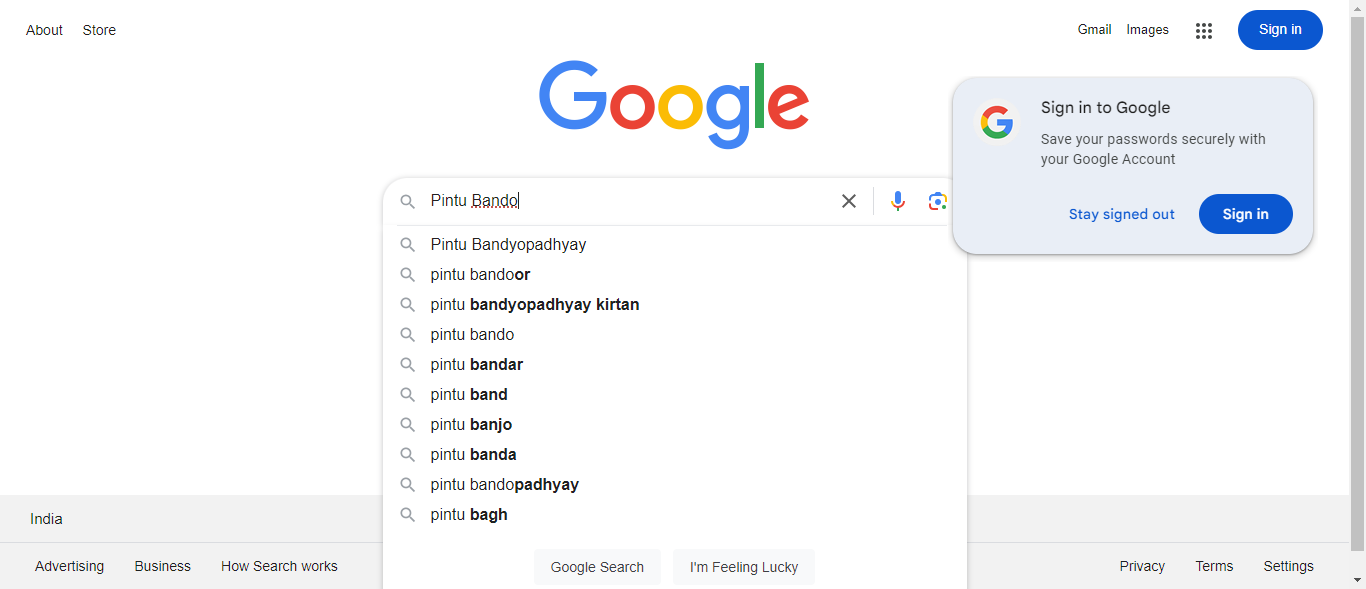 About Store Gmail Images Sign in
Google
Sign in to Google
Save your passwords securely with
your Google Account
Stay signed out Sign in
Pintu Bando
Pintu Bandyopadhyay
pintu bandoor
pintu bandyopadhyay kirtan
pintu bando
pintu bandar
pintu band
pintu banjo
pintu banda
pintu bandopadhyay
pintu bagh
Google Search I'm Feeling Lucky
India
Advertising Business How Search works Privacy Terms Settings